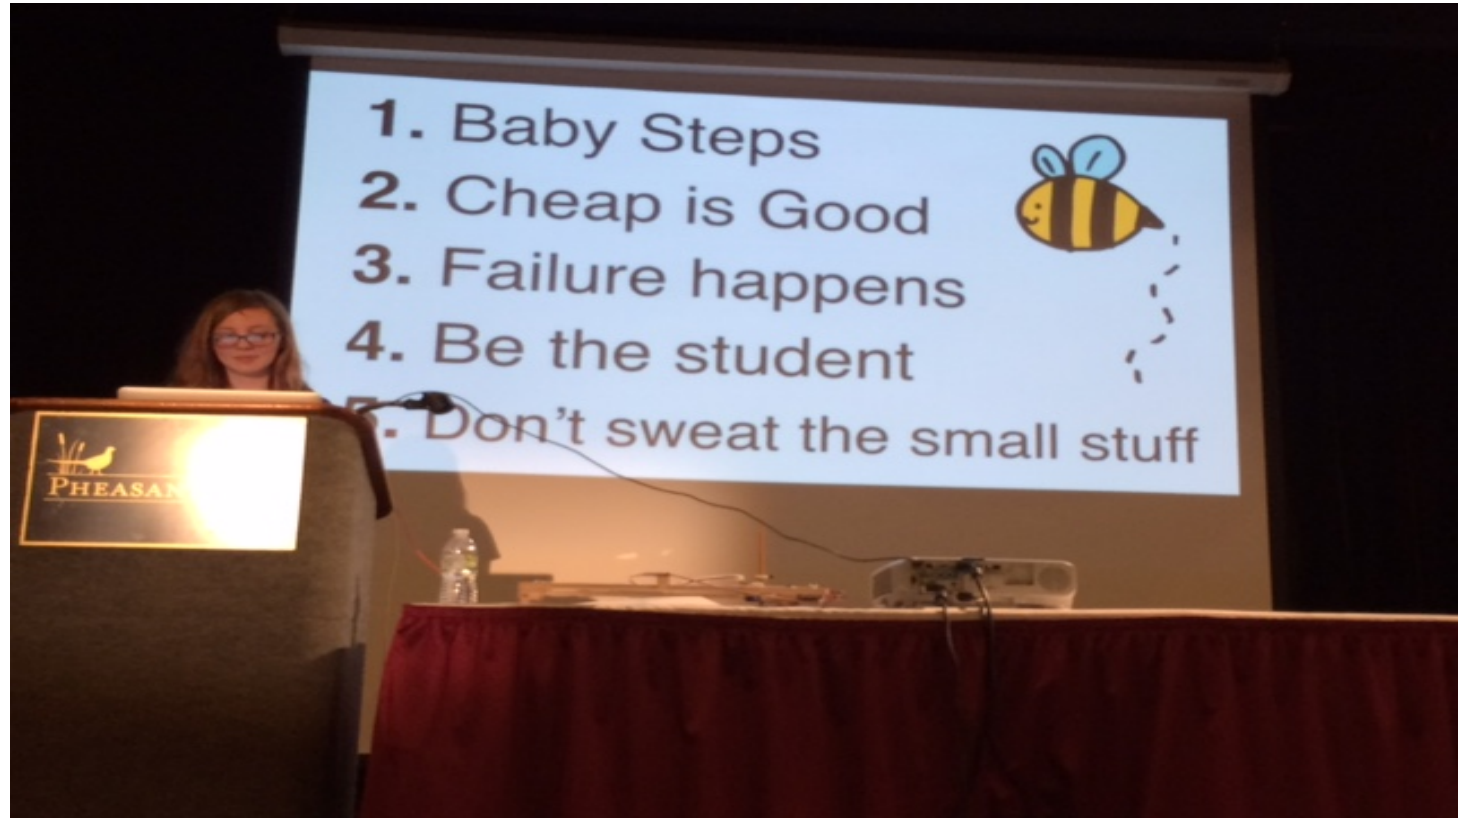 1. Baby Steps
2. Cheap is Good
3. Failure happens
4. Be the student
5. Don't sweat the small stuff